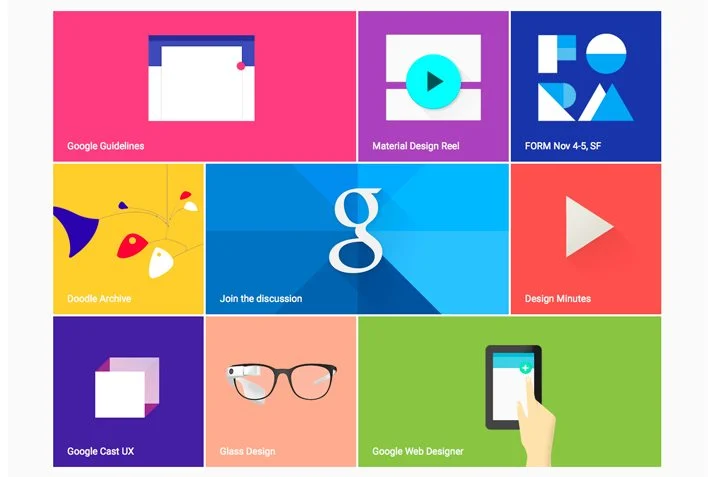 Google Guidelines
Material Design Reel
FORM
FORM Nov 4-5, SF
Doodle Archive
g
Join the discussion
Design Minutes
Google Cast UX
Glass Design
Google Web Designer